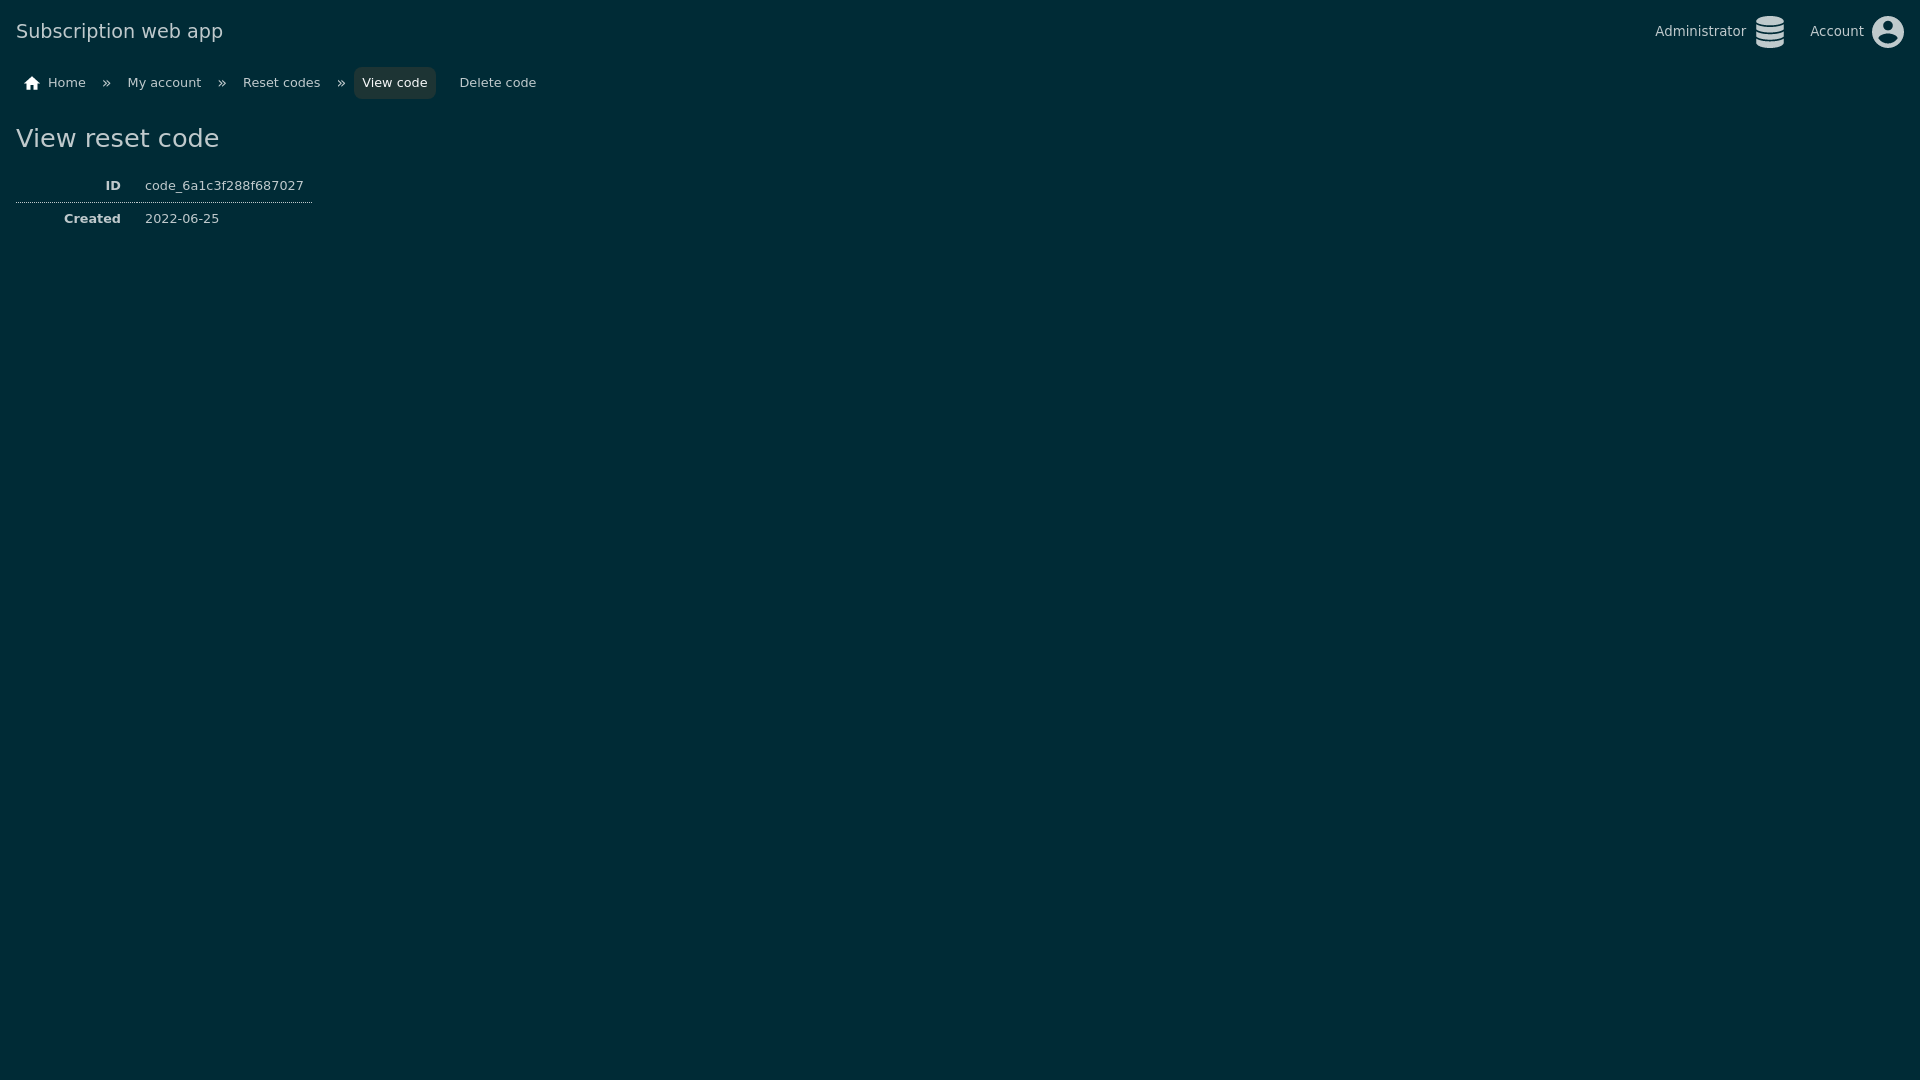 Subscription web app
Administrator
Account
Home » My account » Reset codes » View code Delete code
View reset code
ID code_6a1c3f288f687027
Created 2022-06-25